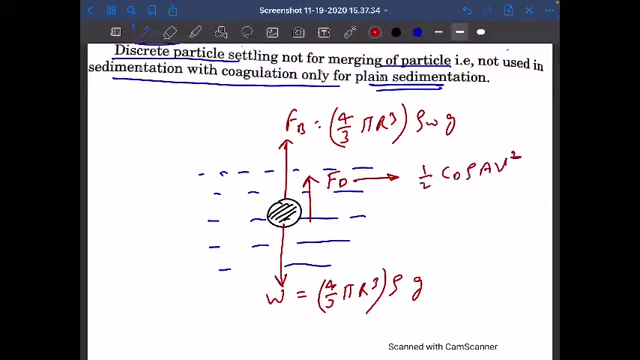 Screenshot 11-19-2020 15.37.34
Discrete particle settling not for merging of particle i.e, not used in
sedimentation with coagulation only for plain sedimentation.
F_B = (4/3 πR³) ρw g
F_D → 1/2 C_D ρ A V²
W = (4/3 πR³) ρ g
Scanned with CamScanner